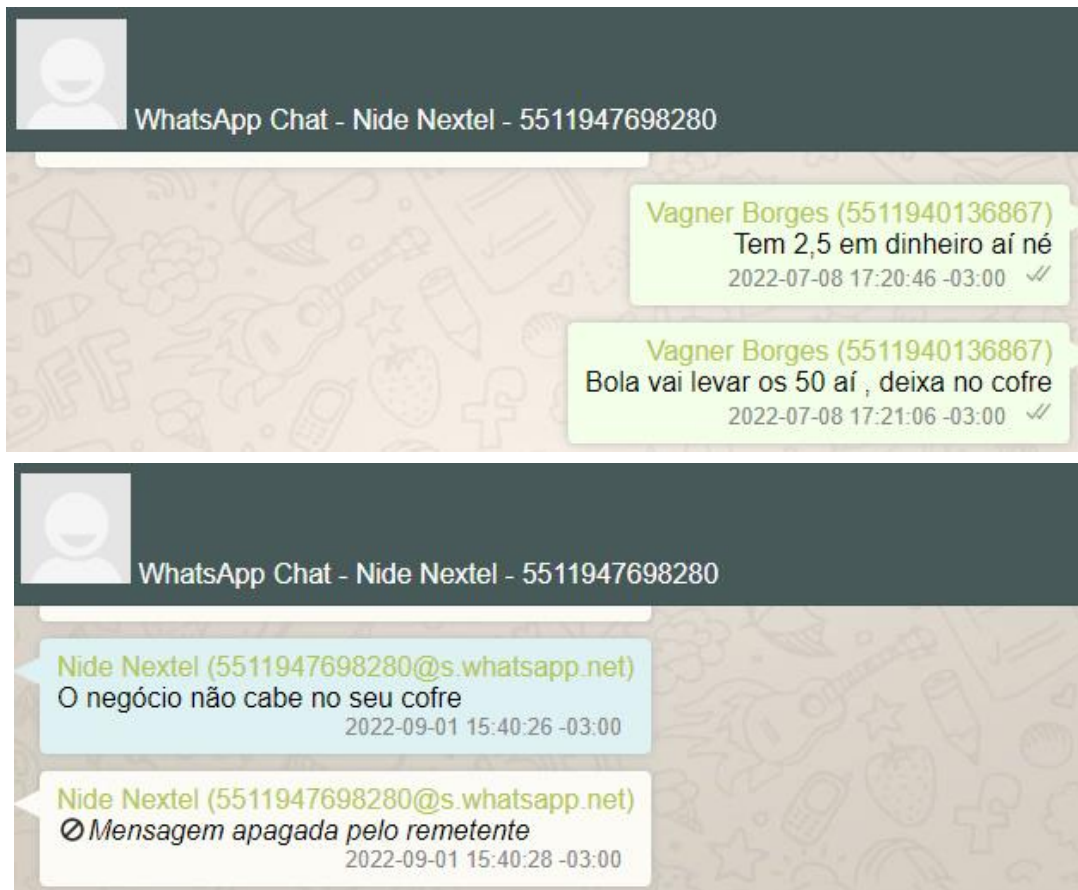 WhatsApp Chat - Nide Nextel - 5511947698280
Vagner Borges (5511940136867)
Tem 2,5 em dinheiro aí né
2022-07-08 17:20:46 -03:00
Vagner Borges (5511940136867)
Bola vai levar os 50 aí , deixa no cofre
2022-07-08 17:21:06 -03:00
WhatsApp Chat - Nide Nextel - 5511947698280
Nide Nextel (5511947698280@s.whatsapp.net)
O negócio não cabe no seu cofre
2022-09-01 15:40:26 -03:00
Nide Nextel (5511947698280@s.whatsapp.net)
Mensagem apagada pelo remetente
2022-09-01 15:40:28 -03:00